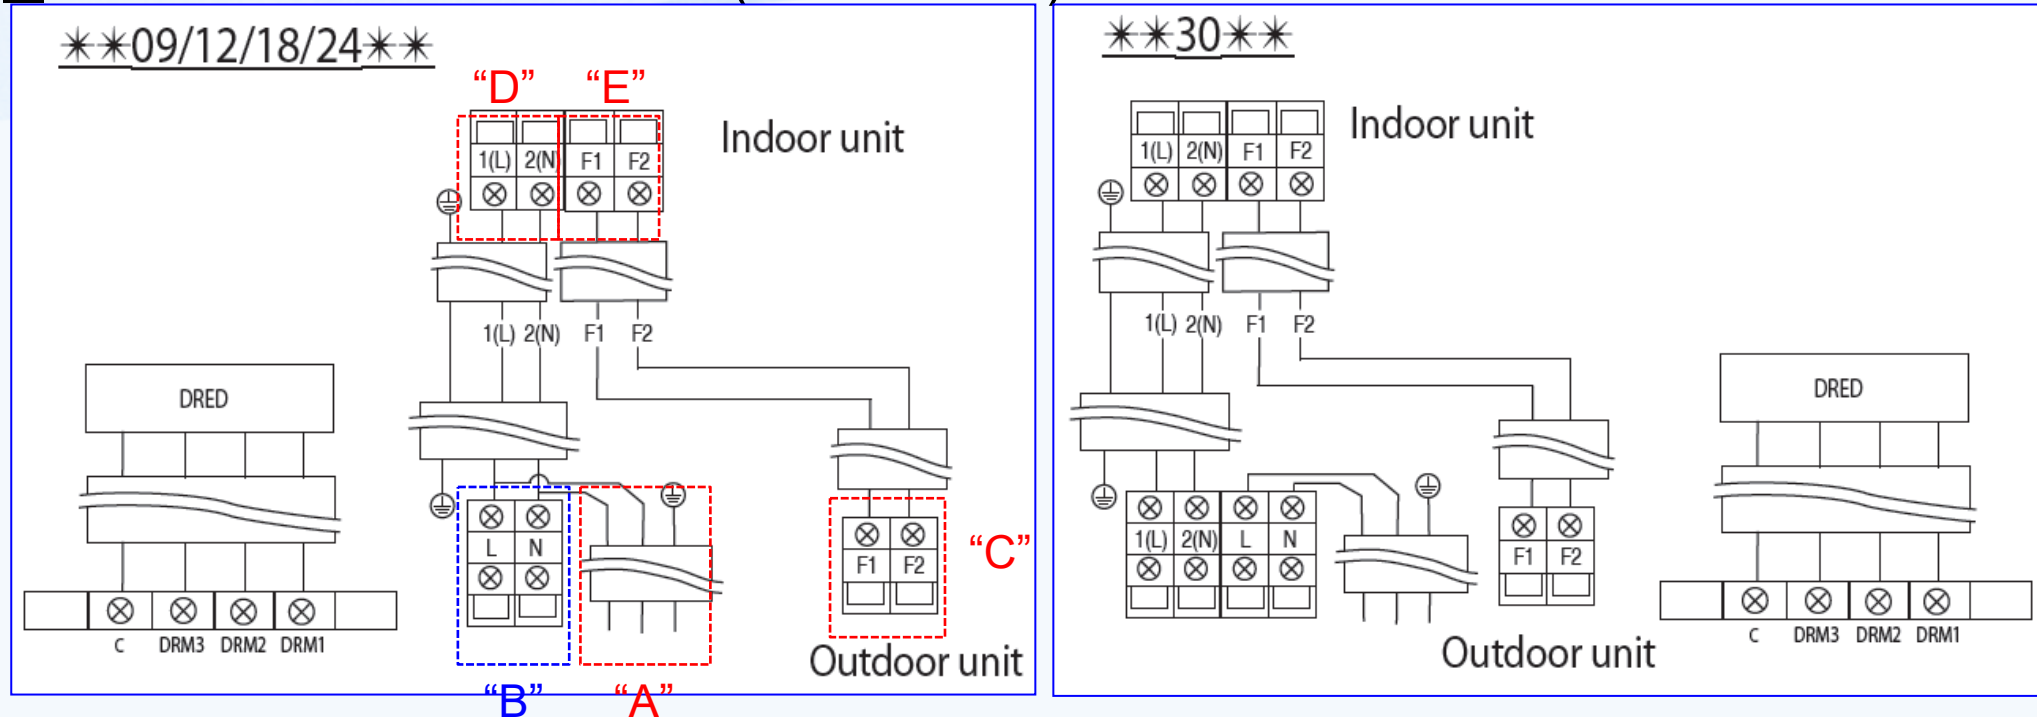 ✳✳09/12/18/24✳✳
“D” “E”
Indoor unit
1(L) 2(N) F1 F2
1(L) 2(N) F1 F2
DRED
L N
F1 F2
“C”
C DRM3 DRM2 DRM1
Outdoor unit
“B” “A”
✳✳30✳✳
Indoor unit
1(L) 2(N) F1 F2
1(L) 2(N) F1 F2
DRED
1(L) 2(N) L N
F1 F2
C DRM3 DRM2 DRM1
Outdoor unit